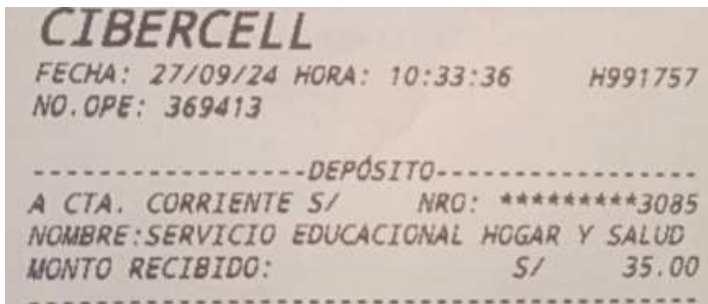 CIBERCELL
FECHA: 27/09/24 HORA: 10:33:36 H991757
NO.OPE: 369413
------------------DEPÓSITO-----------------
A CTA. CORRIENTE S/ NRO: *********3085
NOMBRE:SERVICIO EDUCACIONAL HOGAR Y SALUD
MONTO RECIBIDO: S/ 35.00
-------------------------------------------